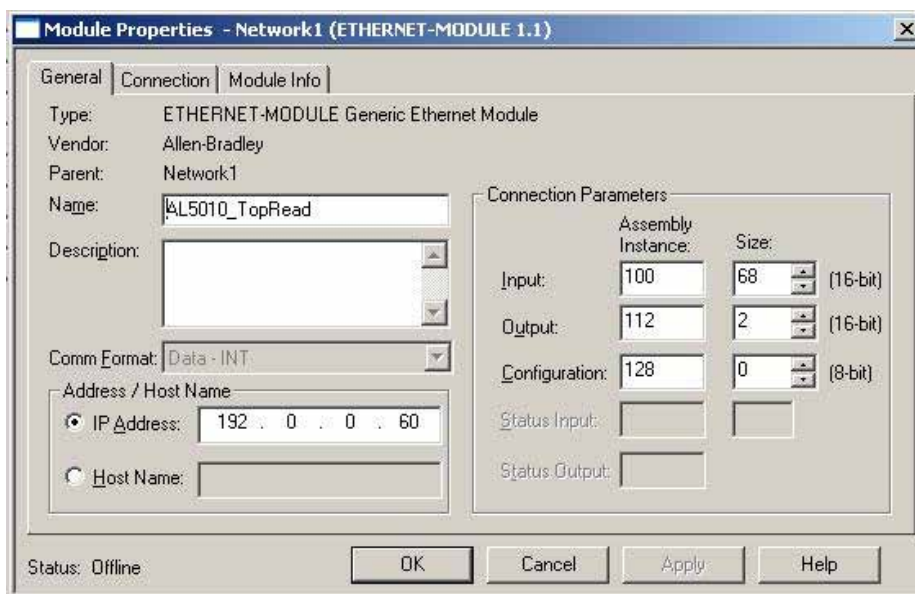 Module Properties - Network1 (ETHERNET-MODULE 1.1)
General
Connection
Module Info
Type: ETHERNET-MODULE Generic Ethernet Module
Vendor: Allen-Bradley
Parent: Network1
Name: AL5010_TopRead
Description:
Comm Format: Data - INT
Address / Host Name
IP Address: 192 . 0 . 0 . 60
Host Name:
Connection Parameters
Assembly Instance: Size:
Input: 100 68 (16-bit)
Output: 112 2 (16-bit)
Configuration: 128 0 (8-bit)
Status Input:
Status Output:
Status: Offline
OK
Cancel
Apply
Help